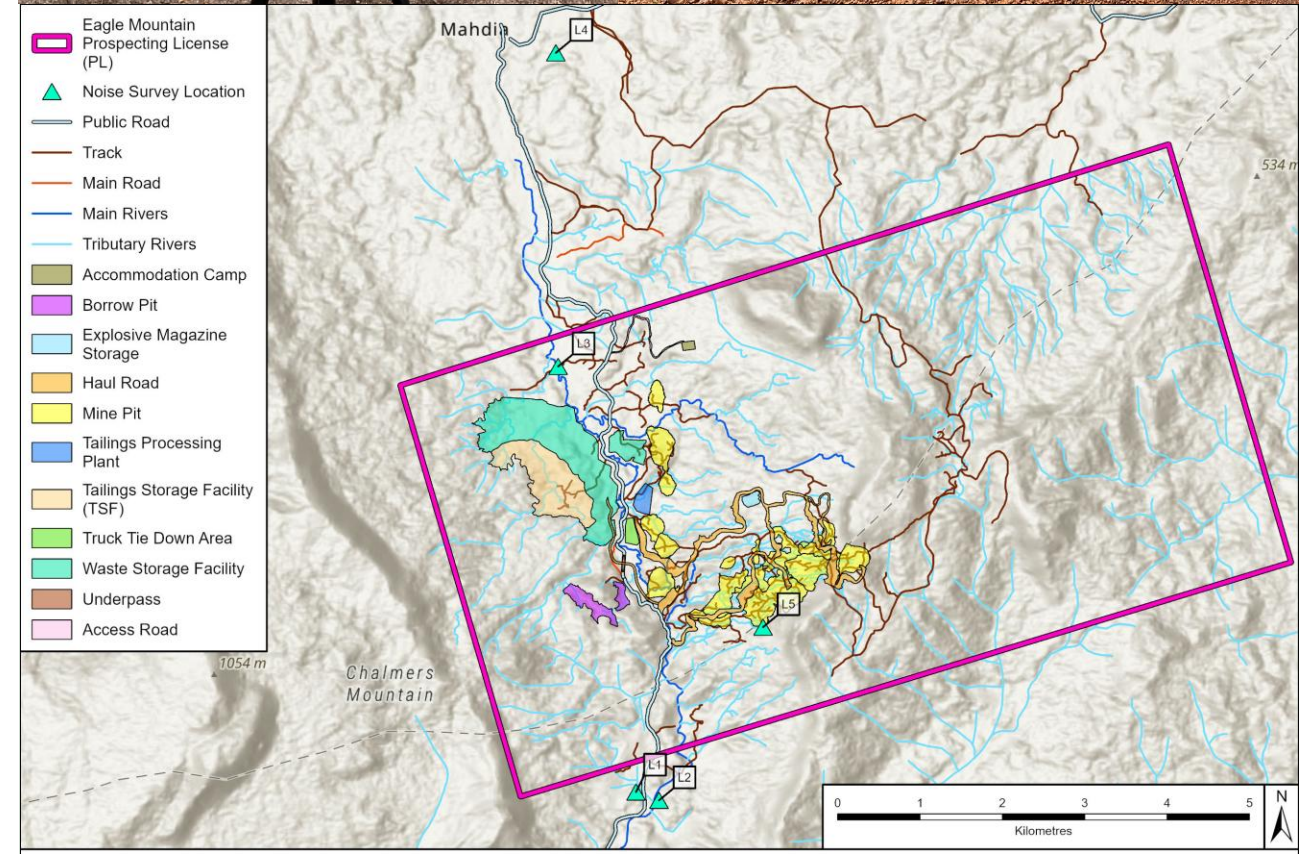 Eagle Mountain
Prospecting License
(PL)
Noise Survey Location
Public Road
Track
Main Road
Main Rivers
Tributary Rivers
Accommodation Camp
Borrow Pit
Explosive Magazine
Storage
Haul Road
Mine Pit
Tailings Processing
Plant
Tailings Storage Facility
(TSF)
Truck Tie Down Area
Waste Storage Facility
Underpass
Access Road
Mahdia
L4
534 m
L3
L5
1054 m
Chalmers
Mountain
L1
L2
0 1 2 3 4 5
Kilometres
N